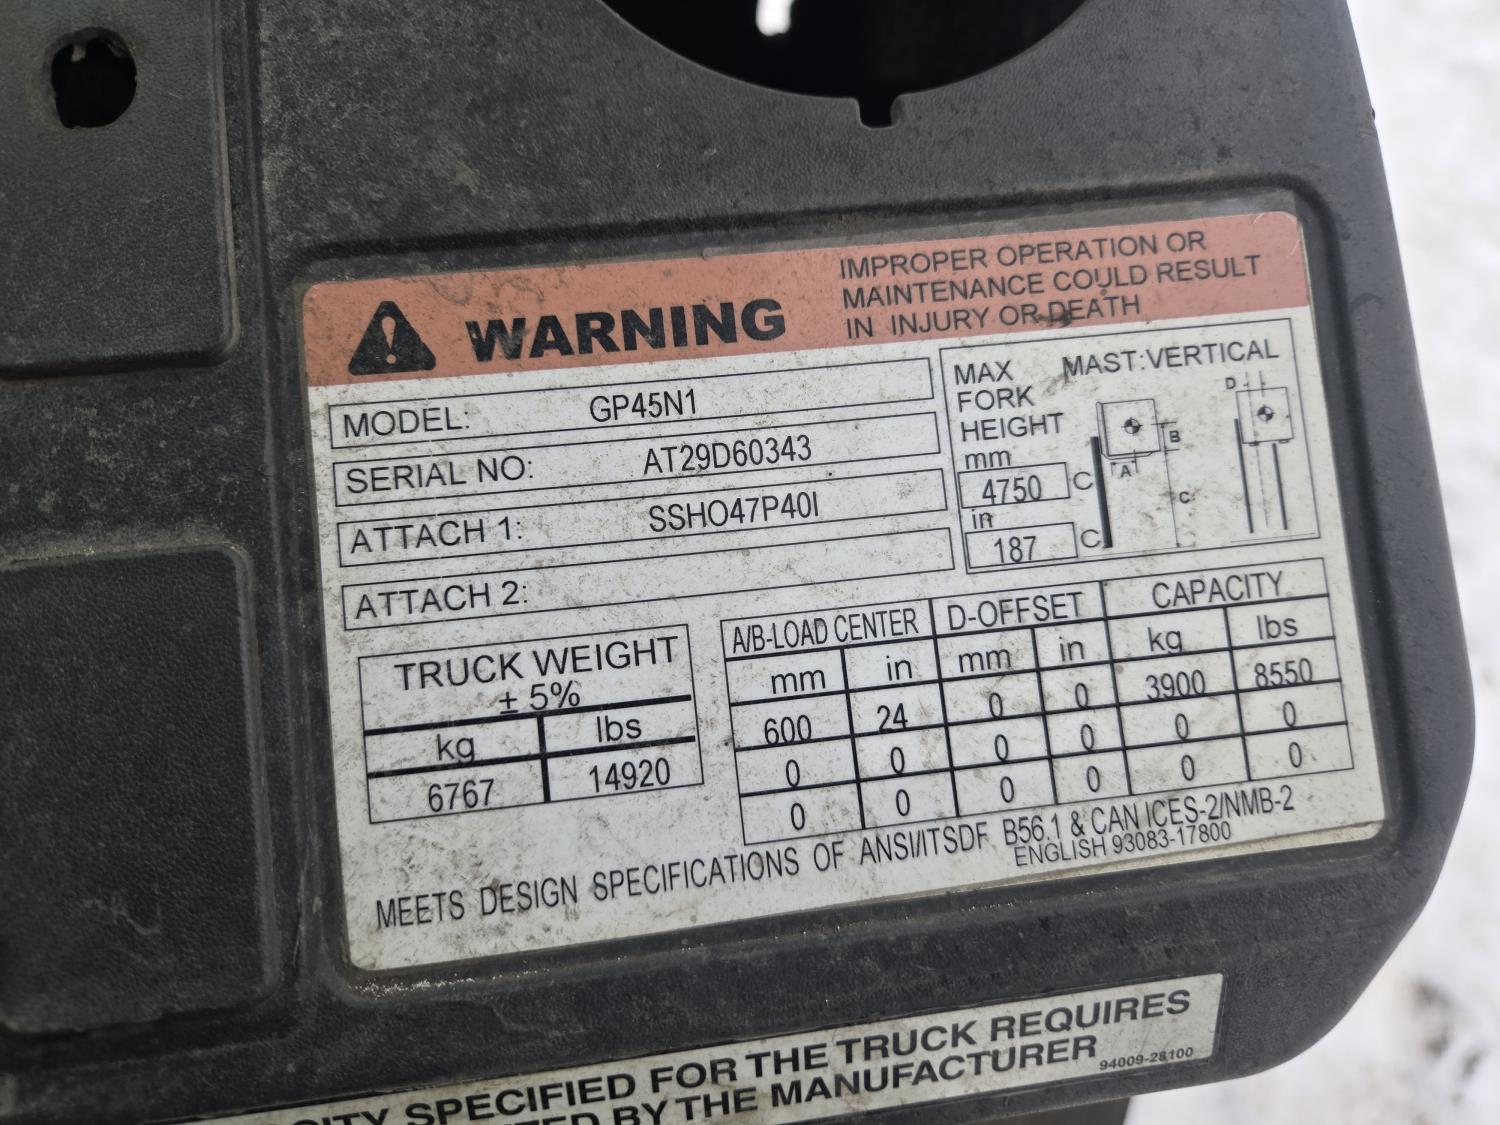 WARNING
IMPROPER OPERATION OR
MAINTENANCE COULD RESULT
IN INJURY OR DEATH
MODEL: GP45N1
SERIAL NO: AT29D60343
ATTACH 1: SSHO47P40I
ATTACH 2:
MAX MAST:VERTICAL
FORK
HEIGHT
mm
4750 C
in
187 C
A B C D
TRUCK WEIGHT
± 5%
kg lbs
6767 14920
A/B-LOAD CENTER D-OFFSET CAPACITY
mm in mm in kg lbs
600 24 0 0 3900 8550
0 0 0 0 0 0
0 0 0 0 0 0
MEETS DESIGN SPECIFICATIONS OF ANSI/ITSDF B56.1 & CAN ICES-2/NMB-2
ENGLISH 93083-17800
SPECIFIED FOR THE TRUCK REQUIRES
BY THE MANUFACTURER
94009-28100